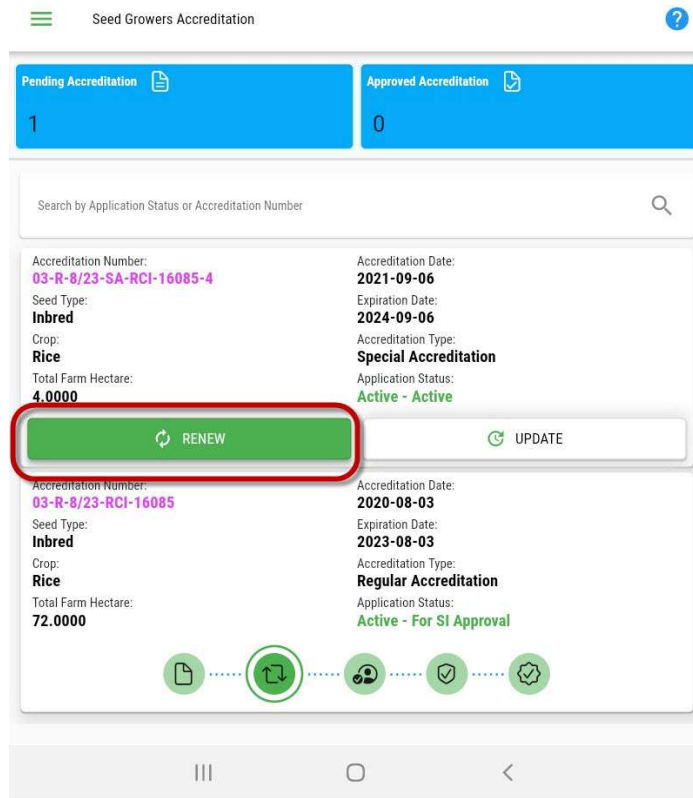 Seed Growers Accreditation
Pending Accreditation
1
Approved Accreditation
0
Search by Application Status or Accreditation Number
Accreditation Number:
03-R-8/23-SA-RCI-16085-4
Seed Type:
Inbred
Crop:
Rice
Total Farm Hectare:
4.0000
Accreditation Date:
2021-09-06
Expiration Date:
2024-09-06
Accreditation Type:
Special Accreditation
Application Status:
Active - Active
RENEW
UPDATE
Accreditation Number:
03-R-8/23-RCI-16085
Seed Type:
Inbred
Crop:
Rice
Total Farm Hectare:
72.0000
Accreditation Date:
2020-08-03
Expiration Date:
2023-08-03
Accreditation Type:
Regular Accreditation
Application Status:
Active - For SI Approval